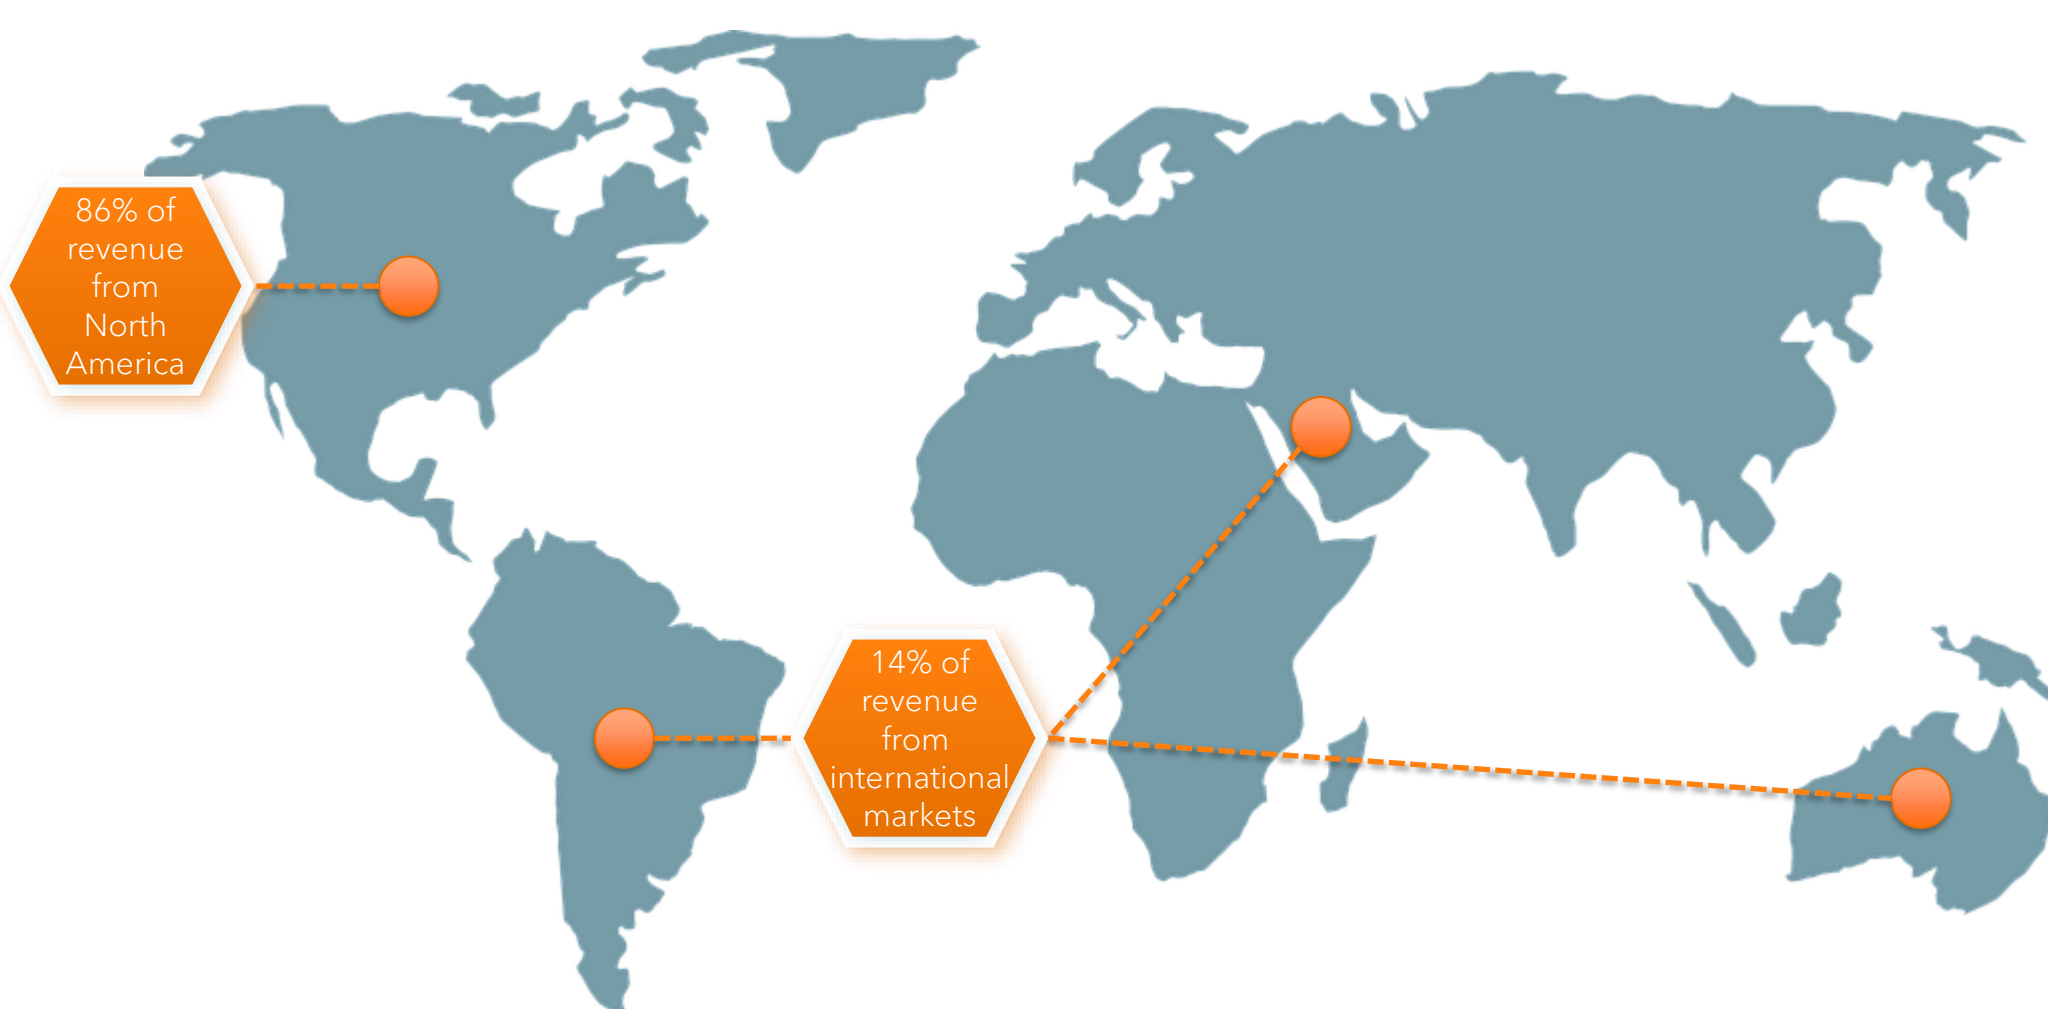 86% of
revenue
from
North
America
14% of
revenue
from
international
markets